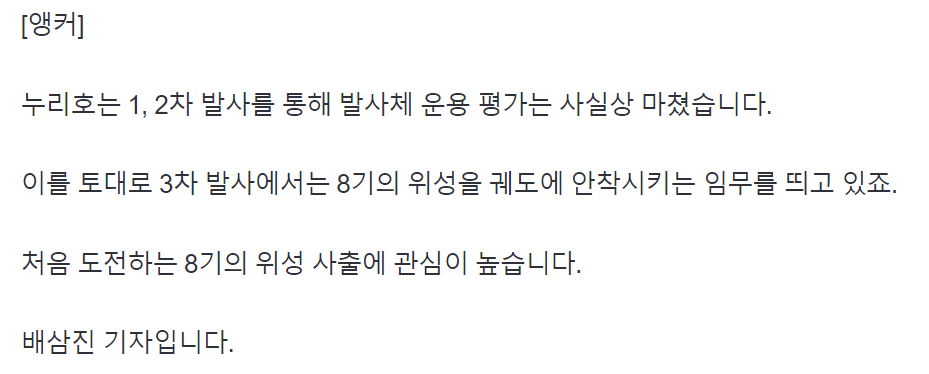 [앵커]
누리호는 1, 2차 발사를 통해 발사체 운용 평가는 사실상 마쳤습니다.
이를 토대로 3차 발사에서는 8기의 위성을 궤도에 안착시키는 임무를 띄고 있죠.
처음 도전하는 8기의 위성 사출에 관심이 높습니다.
배삼진 기자입니다.